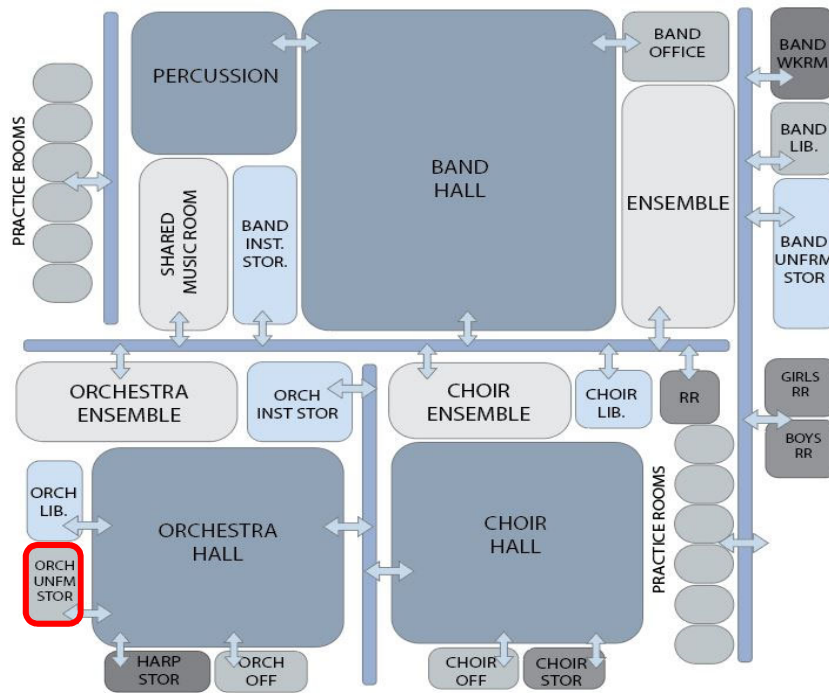 PERCUSSION
BAND
HALL
BAND
OFFICE
BAND
WKRM
BAND
LIB.
BAND
UNFRM
STOR
ENSEMBLE
PRACTICE ROOMS
SHARED
MUSIC ROOM
BAND
INST.
STOR.
ORCHESTRA
ENSEMBLE
ORCH
INST STOR
CHOIR
ENSEMBLE
CHOIR
LIB.
RR
GIRLS
RR
BOYS
RR
ORCH
LIB.
ORCHESTRA
HALL
CHOIR
HALL
PRACTICE ROOMS
ORCH
UNFM
STOR
HARP
STOR
ORCH
OFF
CHOIR
OFF
CHOIR
STOR